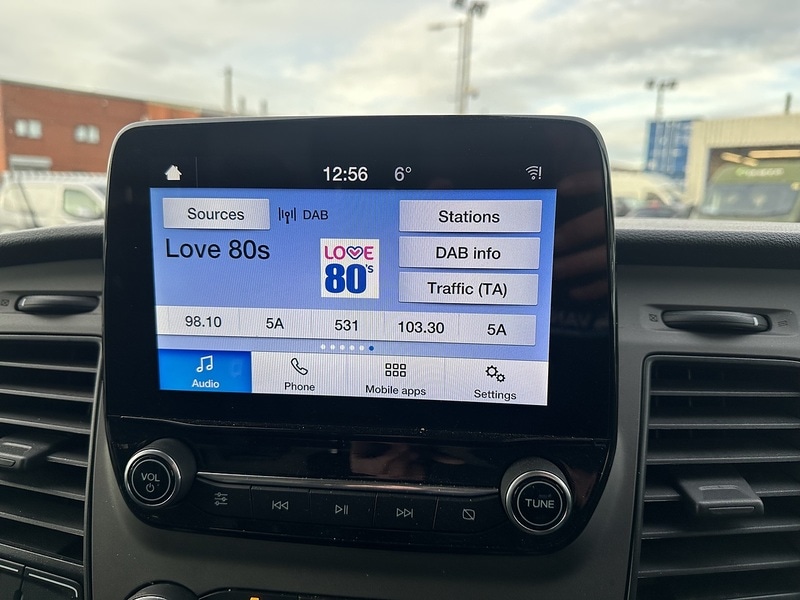 12:56 6°
Sources DAB Stations
Love 80s
LOVE
80's
DAB info
Traffic (TA)
98.10 5A 531 103.30 5A
Audio Phone Mobile apps Settings
VOL
TUNE